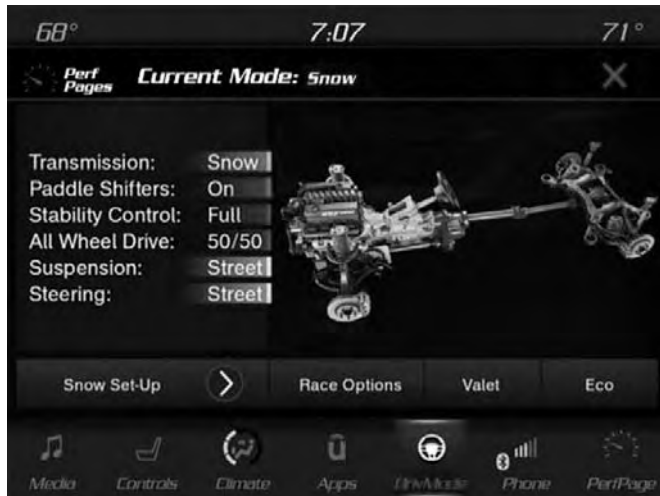 68° 7:07 71°
Perf Pages Current Mode: Snow
Transmission: Snow
Paddle Shifters: On
Stability Control: Full
All Wheel Drive: 50/50
Suspension: Street
Steering: Street
Snow Set-Up Race Options Valet Eco
Media Controls Climate Apps DrivMode Phone PerfPage